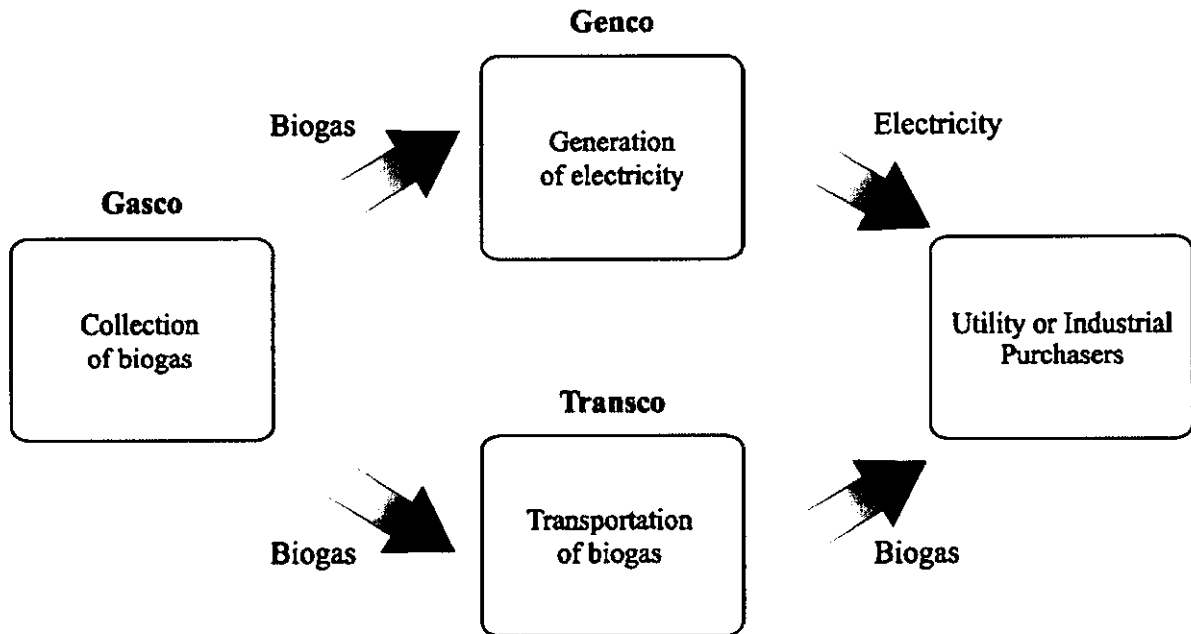 Genco
Biogas
Generation
of electricity
Electricity
Gasco
Collection
of biogas
Utility or Industrial
Purchasers
Transco
Biogas
Transportation
of biogas
Biogas